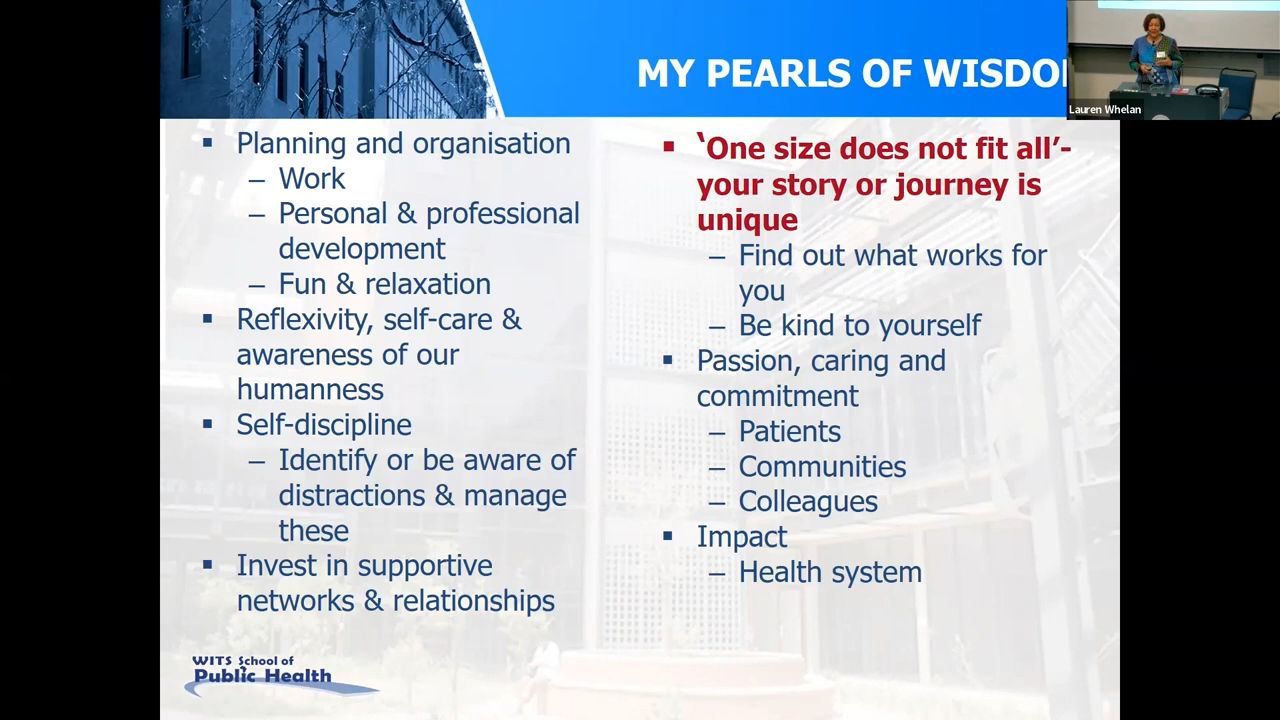 MY PEARLS OF WISDO
Lauren Whelan
▪ Planning and organisation
– Work
– Personal & professional
development
– Fun & relaxation
▪ Reflexivity, self-care &
awareness of our
humanness
▪ Self-discipline
– Identify or be aware of
distractions & manage
these
▪ Invest in supportive
networks & relationships
▪ ‘One size does not fit all’-
your story or journey is
unique
– Find out what works for
you
– Be kind to yourself
▪ Passion, caring and
commitment
– Patients
– Communities
– Colleagues
▪ Impact
– Health system
WITS School of
Public Health